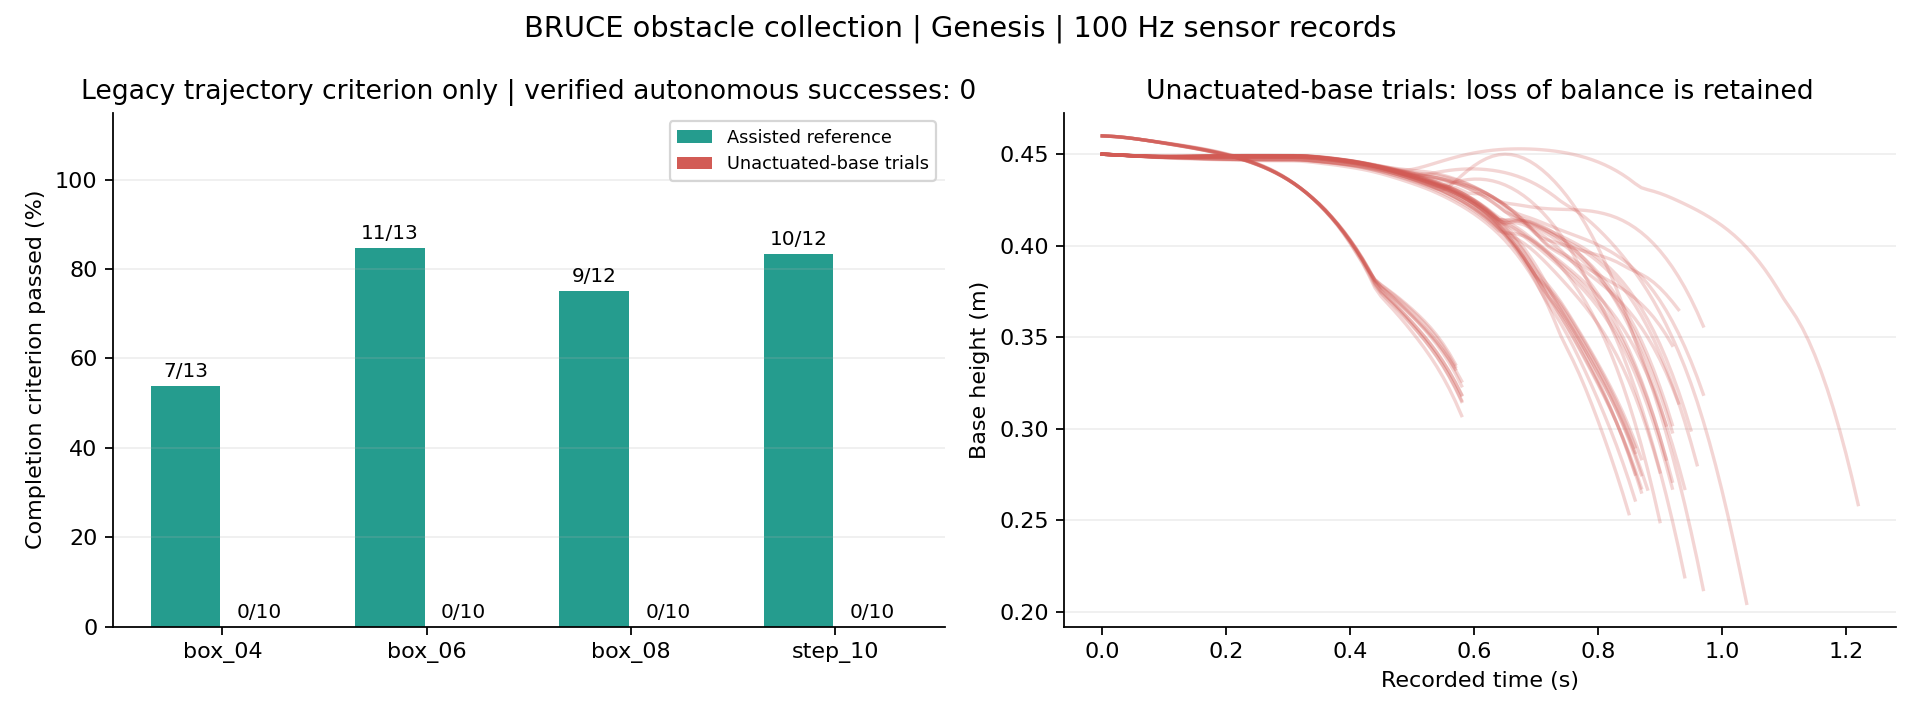 BRUCE obstacle collection | Genesis | 100 Hz sensor records
Legacy trajectory criterion only | verified autonomous successes: 0
Completion criterion passed (%)
100
80
60
40
20
0
Assisted reference
Unactuated-base trials
7/13
0/10
11/13
0/10
9/12
0/10
10/12
0/10
box_04
box_06
box_08
step_10
Unactuated-base trials: loss of balance is retained
Base height (m)
0.45
0.40
0.35
0.30
0.25
0.20
0.0
0.2
0.4
0.6
0.8
1.0
1.2
Recorded time (s)